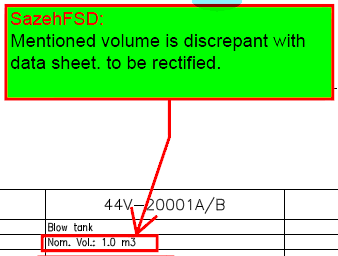 SazehFSD:
Mentioned volume is discrepant with
data sheet. to be rectified.
44V-20001A/B
Blow tank
Nom. Vol.: 1.0 m3